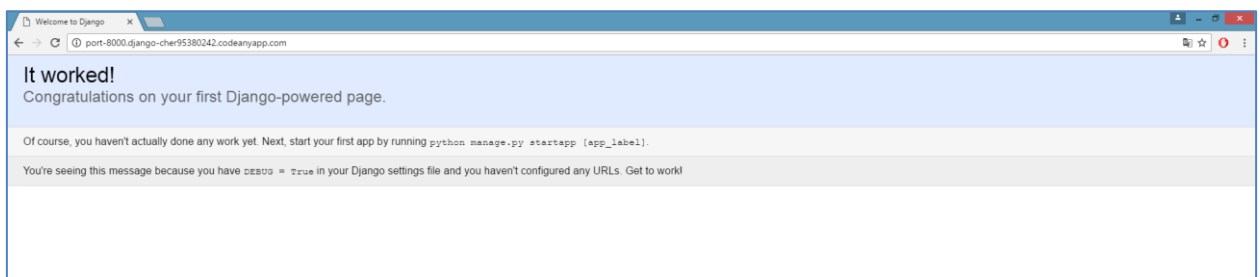 Welcome to Django
port-8000.django-cher95380242.codeanyapp.com
It worked!
Congratulations on your first Django-powered page.
Of course, you haven't actually done any work yet. Next, start your first app by running python manage.py startapp [app_label].
You're seeing this message because you have DEBUG = True in your Django settings file and you haven't configured any URLs. Get to work!